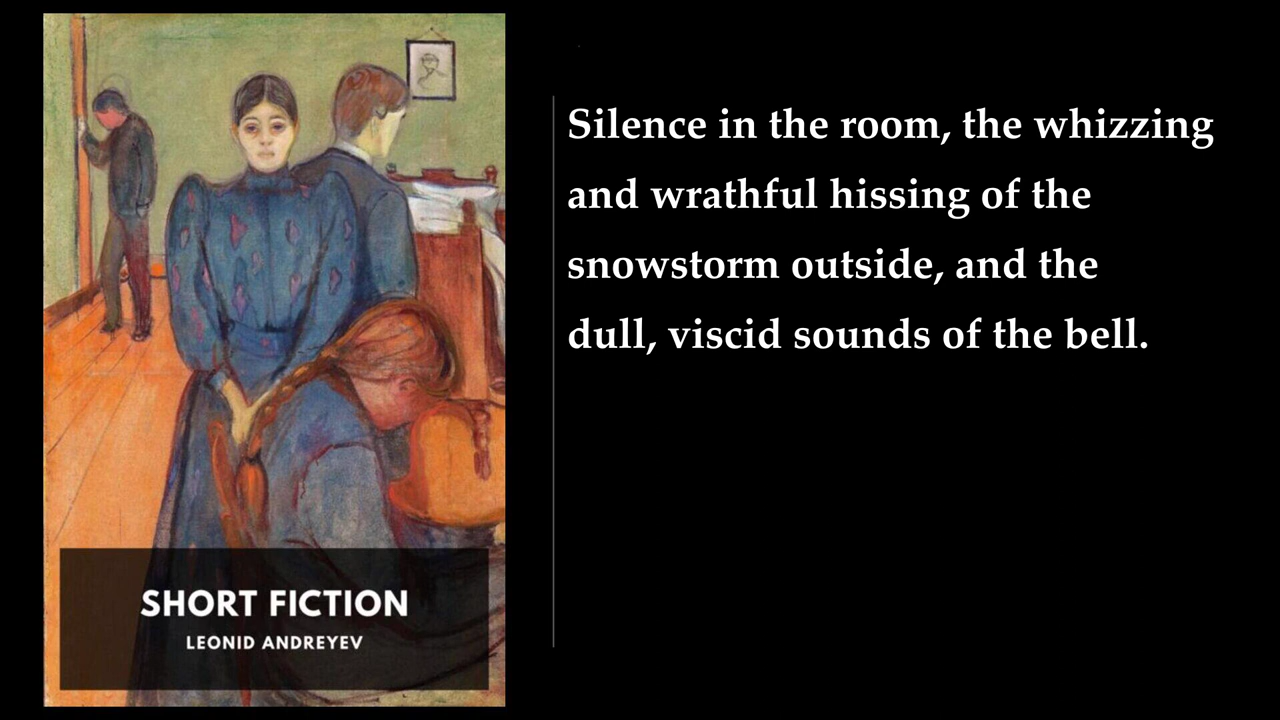 Silence in the room, the whizzing
and wrathful hissing of the
snowstorm outside, and the
dull, viscid sounds of the bell.
SHORT FICTION
LEONID ANDREYEV